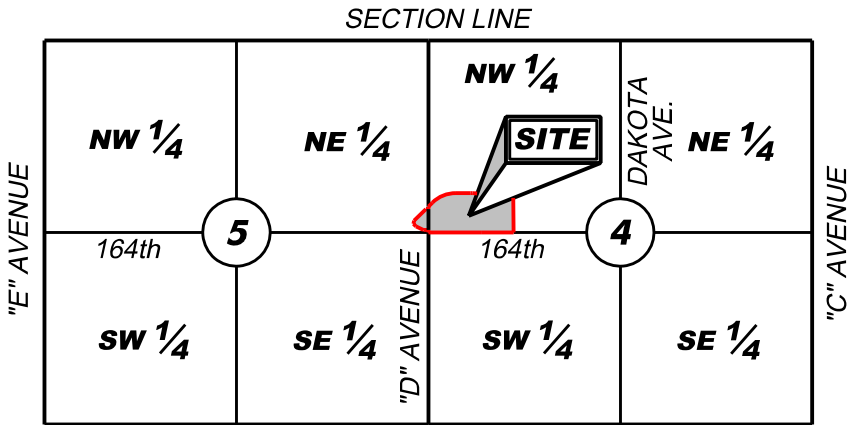 SECTION LINE
NW 1/4
NW 1/4
NE 1/4
SITE
DAKOTA
AVE.
NE 1/4
"E" AVENUE
5
4
"C" AVENUE
164th
164th
"D" AVENUE
SW 1/4
SE 1/4
SW 1/4
SE 1/4